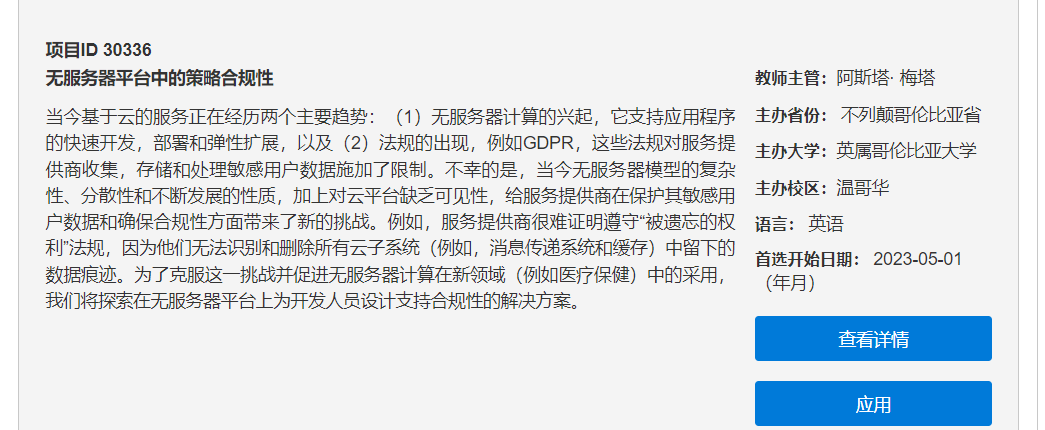 项目ID 30336
无服务器平台中的策略合规性
当今基于云的服务正在经历两个主要趋势：（1）无服务器计算的兴起，它支持应用程序
的快速开发，部署和弹性扩展，以及（2）法规的出现，例如GDPR，这些法规对服务提
供商收集，存储和处理敏感用户数据施加了限制。不幸的是，当今无服务器模型的复杂
性、分散性和不断发展的性质，加上对云平台缺乏可见性，给服务提供商在保护其敏感用
户数据和确保合规性方面带来了新的挑战。例如，服务提供商很难证明遵守“被遗忘的权
利”法规，因为他们无法识别和删除所有云子系统（例如，消息传递系统和缓存）中留下的
数据痕迹。为了克服这一挑战并促进无服务器计算在新领域（例如医疗保健）中的采用，
我们将探索在无服务器平台上为开发人员设计支持合规性的解决方案。
教师主管：阿斯塔· 梅塔
主办省份： 不列颠哥伦比亚省
主办大学：英属哥伦比亚大学
主办校区：温哥华
语言： 英语
首选开始日期： 2023-05-01
（年月）
查看详情
应用